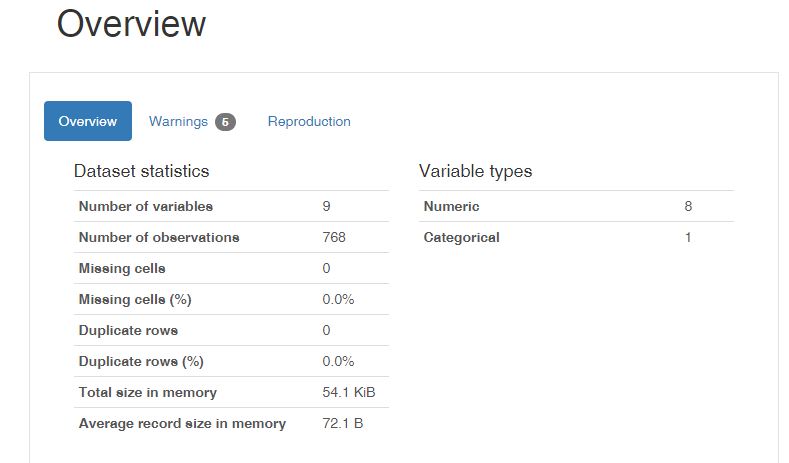 Overview
Overview Warnings 5 Reproduction
Dataset statistics
Number of variables 9
Number of observations 768
Missing cells 0
Missing cells (%) 0.0%
Duplicate rows 0
Duplicate rows (%) 0.0%
Total size in memory 54.1 KiB
Average record size in memory 72.1 B
Variable types
Numeric 8
Categorical 1